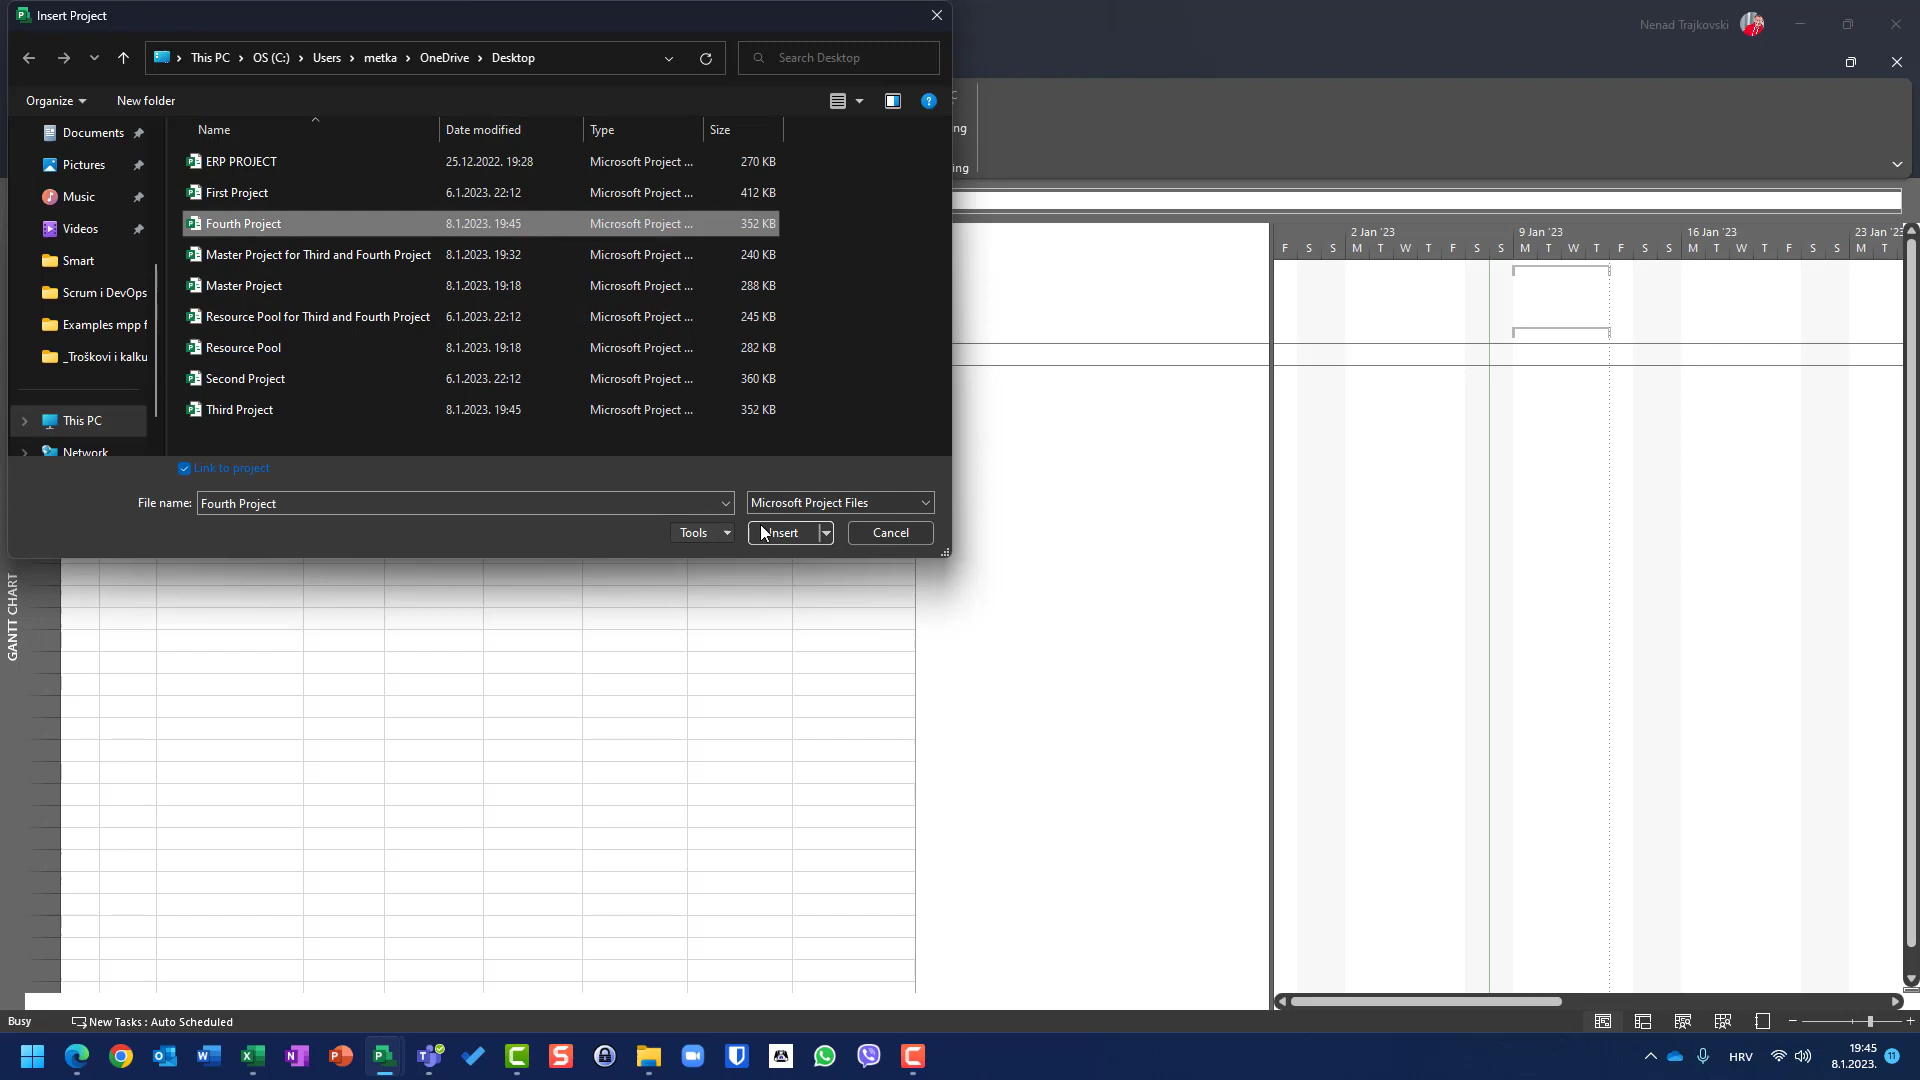 Insert Project
Nenad Trajkovski
This PC > OS (C:) > Users > metka > OneDrive > Desktop
Search Desktop
Organize
New folder
Name
Date modified
Type
Size
Documents
Pictures
Music
Videos
Smart
Scrum i DevOps
Examples mpp f
_Troškovi i kalku
This PC
Network
ERP PROJECT 25.12.2022. 19:28 Microsoft Project ... 270 KB
First Project 6.1.2023. 22:12 Microsoft Project ... 412 KB
Fourth Project 8.1.2023. 19:45 Microsoft Project ... 352 KB
Master Project for Third and Fourth Project 8.1.2023. 19:32 Microsoft Project ... 240 KB
Master Project 8.1.2023. 19:18 Microsoft Project ... 288 KB
Resource Pool for Third and Fourth Project 6.1.2023. 22:12 Microsoft Project ... 245 KB
Resource Pool 8.1.2023. 19:18 Microsoft Project ... 282 KB
Second Project 6.1.2023. 22:12 Microsoft Project ... 360 KB
Third Project 8.1.2023. 19:45 Microsoft Project ... 352 KB
Link to project
File name: Fourth Project
Microsoft Project Files
Tools
Insert
Cancel
ng
ing
2 Jan '23 9 Jan '23 16 Jan '23 23 Jan '23
F S S M T W T F S S M T W T F S S M T W T F S S M T
GANTT CHART
Busy
New Tasks : Auto Scheduled
HRV
19:45
8.1.2023.
11